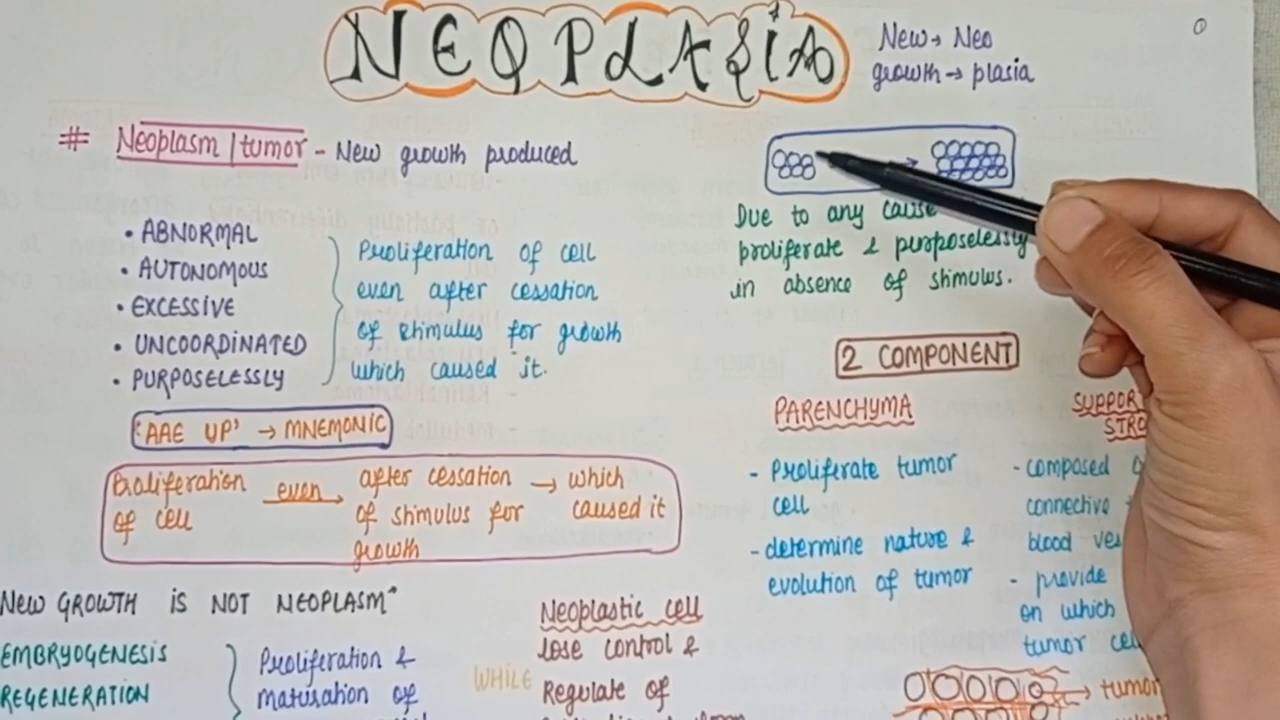 NEOPLASIA
New → Neo
growth → plasia
# Neoplasm / tumor - New growth produced
• ABNORMAL
• AUTONOMOUS
• EXCESSIVE
• UNCOORDINATED
• PURPOSELESSLY
Proliferation of cell
even after cessation
of stimulus for growth
which caused it.
'AAE UP' → MNEMONIC
Proliferation of cell even → after cessation of stimulus for growth → which caused it
Due to any cause
proliferate & purposelessly
in absence of stimulus.
2 COMPONENT
PARENCHYMA
- Proliferate tumor
cell
- determine nature &
evolution of tumor
SUPPORT
STRO
- composed
connective
blood ves
- provide
on which
tumor cel
→ tumor
NEW GROWTH IS NOT NEOPLASM"
EMBRYOGENESIS
REGENERATION
Proliferation &
maturation of
WHILE
Neoplastic cell
lose control &
Regulate of